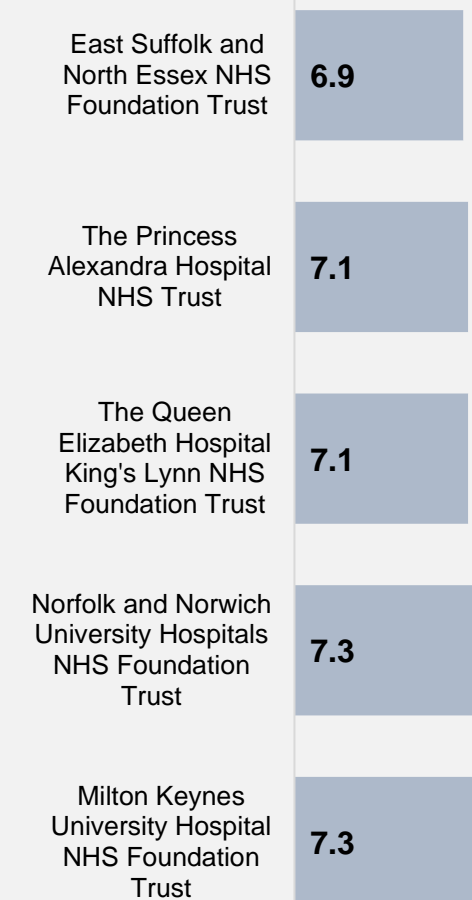 East Suffolk and
North Essex NHS
Foundation Trust
6.9
The Princess
Alexandra Hospital
NHS Trust
7.1
The Queen
Elizabeth Hospital
King's Lynn NHS
Foundation Trust
7.1
Norfolk and Norwich
University Hospitals
NHS Foundation
Trust
7.3
Milton Keynes
University Hospital
NHS Foundation
Trust
7.3